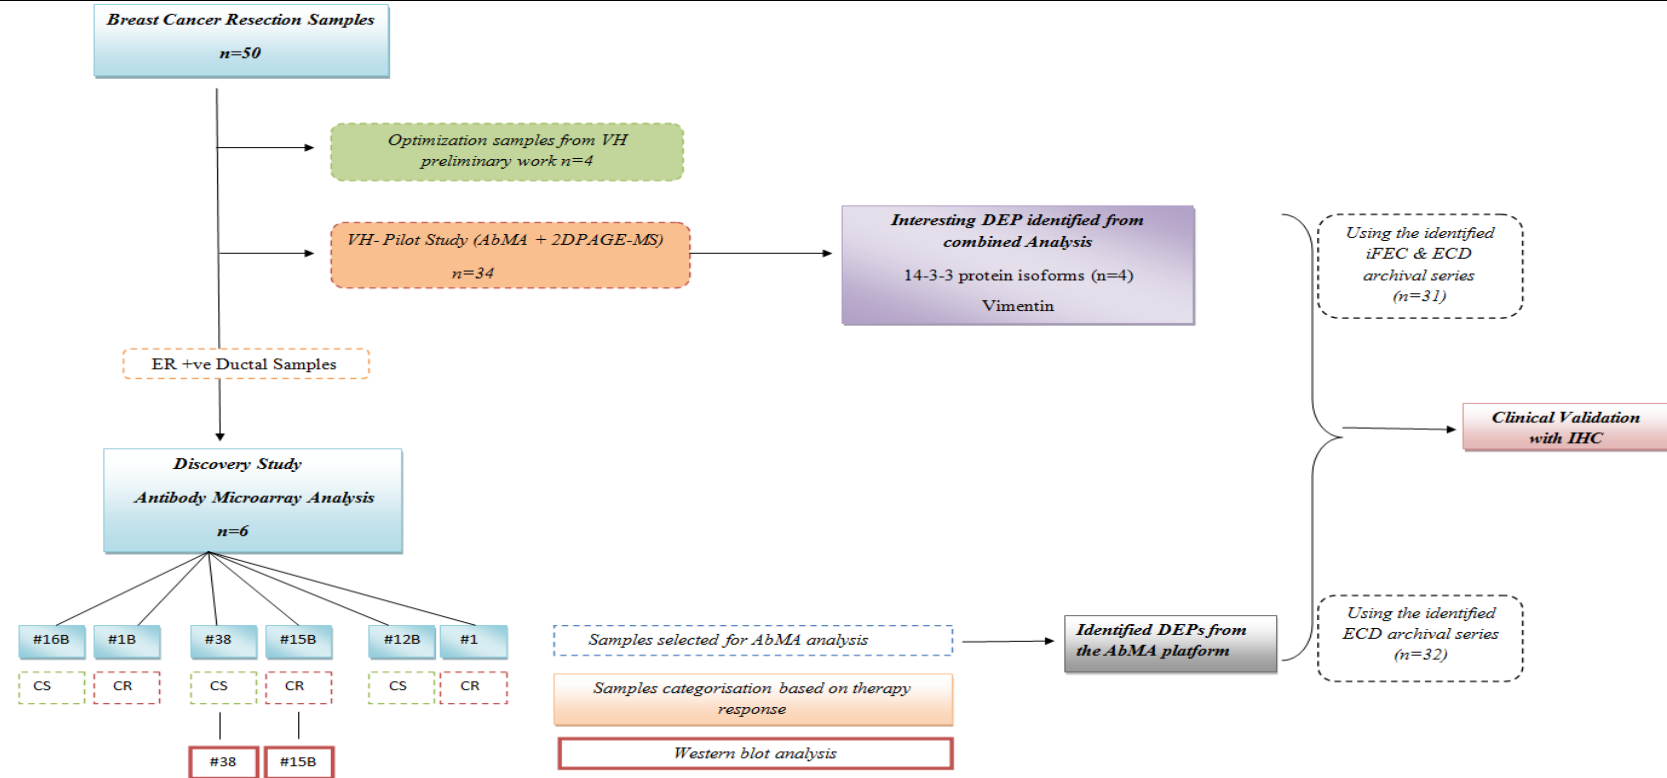 Breast Cancer Resection Samples
n=50
Optimization samples from VH
preliminary work n=4
VH- Pilot Study (AbMA + 2DPAGE-MS)
n=34
Interesting DEP identified from
combined Analysis
14-3-3 protein isoforms (n=4)
Vimentin
Using the identified
iFEC & ECD
archival series
(n=31)
ER +ve Ductal Samples
Clinical Validation
with IHC
Discovery Study
Antibody Microarray Analysis
n=6
#16B
#1B
#38
#15B
#12B
#1
CS
CR
CS
CR
CS
CR
#38
#15B
Samples selected for AbMA analysis
Samples categorisation based on therapy
response
Western blot analysis
Identified DEPs from
the AbMA platform
Using the identified
ECD archival series
(n=32)